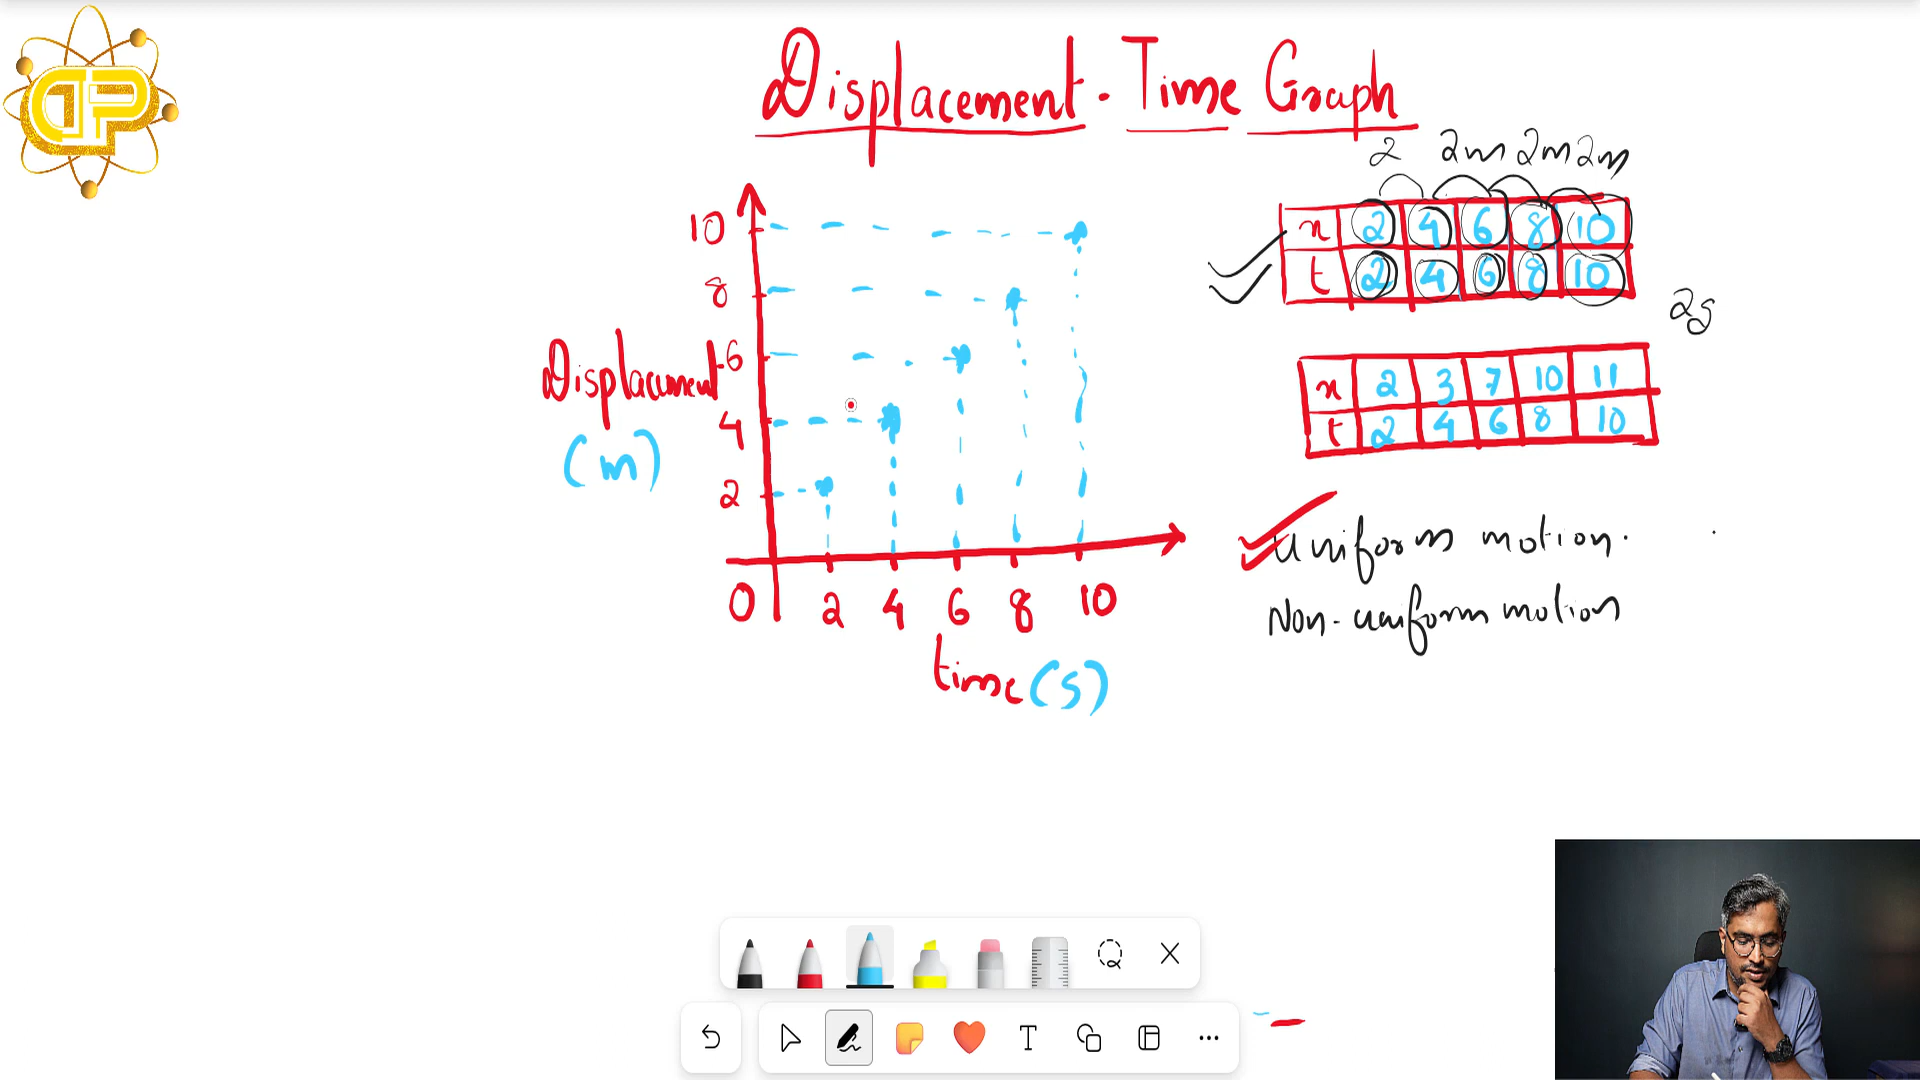 DP
Displacement - Time Graph
2 2m 2m 2m
x 2 4 6 8 10
t 2 4 6 8 10
2s
x 2 3 7 10 11
t 2 4 6 8 10
Uniform motion.
Non-uniform motion
10
8
6
Displacement
(m)
4
2
0 2 4 6 8 10
time (s)
T